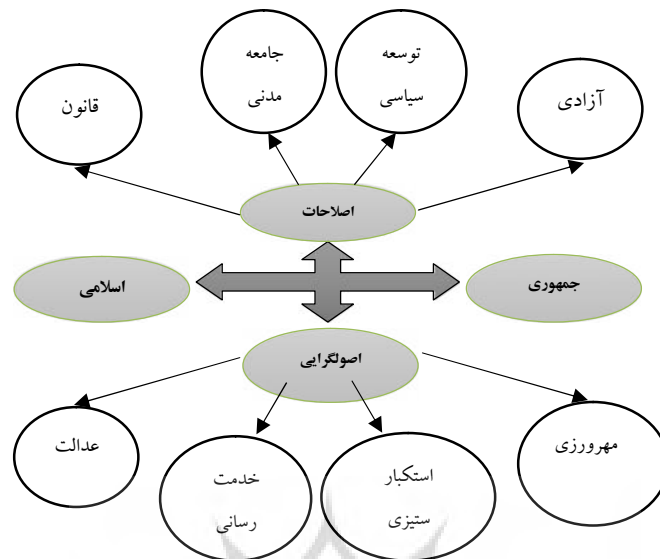 آزادی
توسعه
سیاسی
جامعه
مدنی
قانون
اصلاحات
جمهوری
اسلامی
اصولگرایی
مهرورزی
استکبار
ستیزی
خدمت
رسانی
عدالت